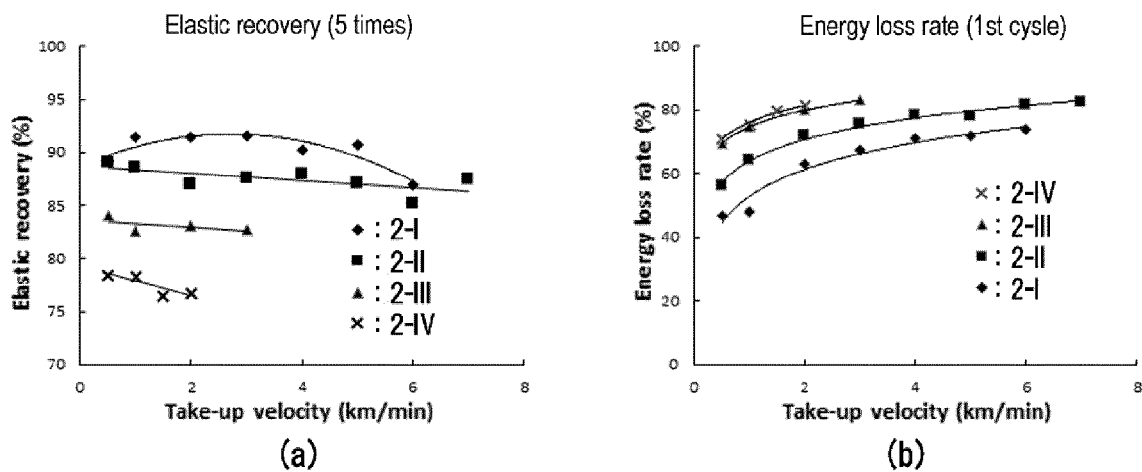 Elastic recovery (5 times)
100
95
90
85
80
75
70
Elastic recovery (%)
0
2
4
6
8
Take-up velocity (km/min)
: 2-I
: 2-II
: 2-III
: 2-IV
(a)
Energy loss rate (1st cysle)
100
80
60
40
20
0
Energy loss rate (%)
0
2
4
6
8
Take-up velocity (km/min)
: 2-IV
: 2-III
: 2-II
: 2-I
(b)